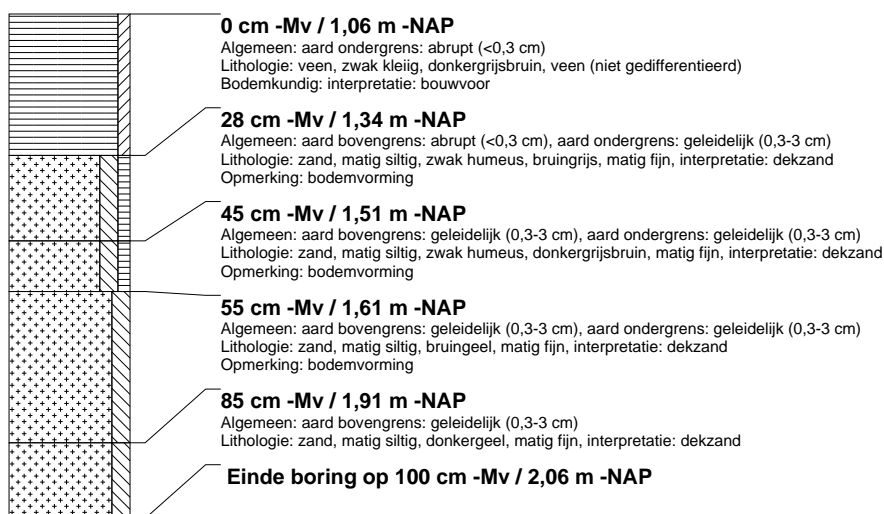 0 cm -Mv / 1,06 m -NAP
Algemeen: aard ondergrens: abrupt (<0,3 cm)
Lithologie: veen, zwak kleiig, donkergrijsbruin, veen (niet gedifferentieerd)
Bodemkundig: interpretatie: bouwvoor
28 cm -Mv / 1,34 m -NAP
Algemeen: aard bovengrens: abrupt (<0,3 cm), aard ondergrens: geleidelijk (0,3-3 cm)
Lithologie: zand, matig siltig, zwak humeus, bruingrijs, matig fijn, interpretatie: dekzand
Opmerking: bodemvorming
45 cm -Mv / 1,51 m -NAP
Algemeen: aard bovengrens: geleidelijk (0,3-3 cm), aard ondergrens: geleidelijk (0,3-3 cm)
Lithologie: zand, matig siltig, zwak humeus, donkergrijsbruin, matig fijn, interpretatie: dekzand
Opmerking: bodemvorming
55 cm -Mv / 1,61 m -NAP
Algemeen: aard bovengrens: geleidelijk (0,3-3 cm), aard ondergrens: geleidelijk (0,3-3 cm)
Lithologie: zand, matig siltig, bruingeel, matig fijn, interpretatie: dekzand
Opmerking: bodemvorming
85 cm -Mv / 1,91 m -NAP
Algemeen: aard bovengrens: geleidelijk (0,3-3 cm)
Lithologie: zand, matig siltig, donkergeel, matig fijn, interpretatie: dekzand
Einde boring op 100 cm -Mv / 2,06 m -NAP